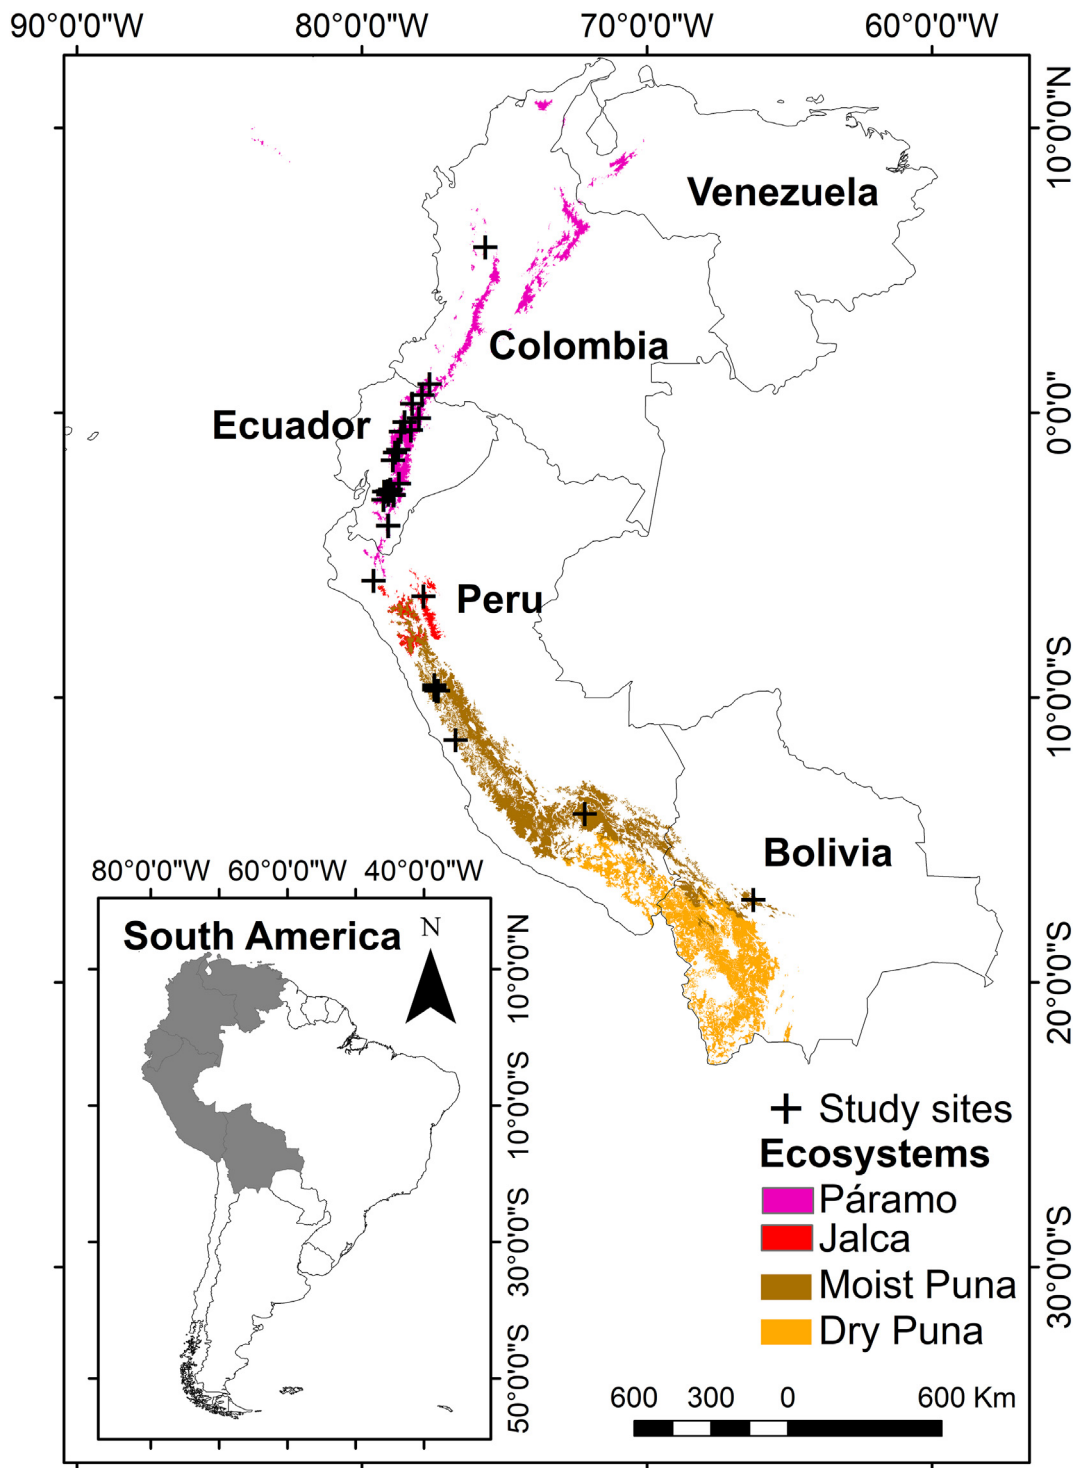 90°0'0"W 80°0'0"W 70°0'0"W 60°0'0"W
10°0'0"N
Venezuela
Colombia
0°0'0"
Ecuador
Peru
10°0'0"S
Bolivia
20°0'0"S
30°0'0"S
80°0'0"W 60°0'0"W 40°0'0"W
South America
N
10°0'0"N
10°0'0"S
30°0'0"S
50°0'0"S
Study sites
Ecosystems
Páramo
Jalca
Moist Puna
Dry Puna
600 300 0 600 Km